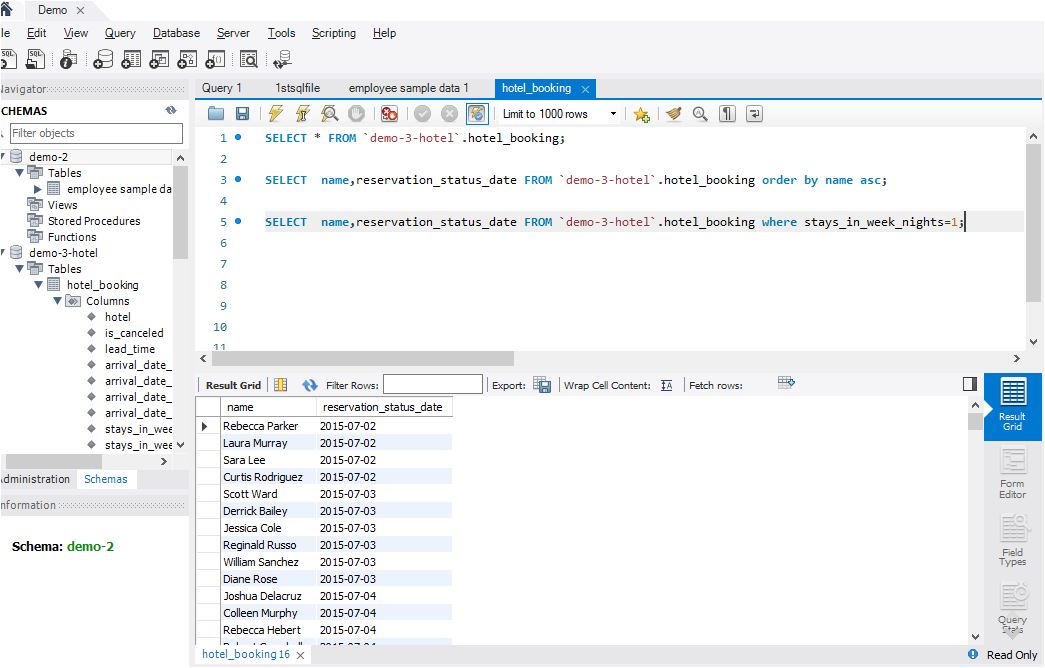 Demo
le Edit View Query Database Server Tools Scripting Help
SQL SQL
Navigator
Query 1 1stsqlfile employee sample data 1 hotel_booking
SCHEMAS
Filter objects
Limit to 1000 rows
demo-2
Tables
employee sample da
Views
Stored Procedures
Functions
demo-3-hotel
Tables
hotel_booking
Columns
hotel
is_canceled
lead_time
arrival_date_
arrival_date_
arrival_date_
arrival_date_
stays_in_wee
stays_in_wee
dministration Schemas
nformation
Schema: demo-2
1 SELECT * FROM `demo-3-hotel`.hotel_booking;
2
3 SELECT name,reservation_status_date FROM `demo-3-hotel`.hotel_booking order by name asc;
4
5 SELECT name,reservation_status_date FROM `demo-3-hotel`.hotel_booking where stays_in_week_nights=1;
6
7
8
9
10
11
Result Grid Filter Rows: Export: Wrap Cell Content: Fetch rows:
name reservation_status_date
Rebecca Parker 2015-07-02
Laura Murray 2015-07-02
Sara Lee 2015-07-02
Curtis Rodriguez 2015-07-02
Scott Ward 2015-07-03
Derrick Bailey 2015-07-03
Jessica Cole 2015-07-03
Reginald Russo 2015-07-03
William Sanchez 2015-07-03
Diane Rose 2015-07-03
Joshua Delacruz 2015-07-04
Colleen Murphy 2015-07-04
Rebecca Hebert 2015-07-04
Result
Grid
Form
Editor
Field
Types
Query
Stats
hotel_booking 16
Read Only